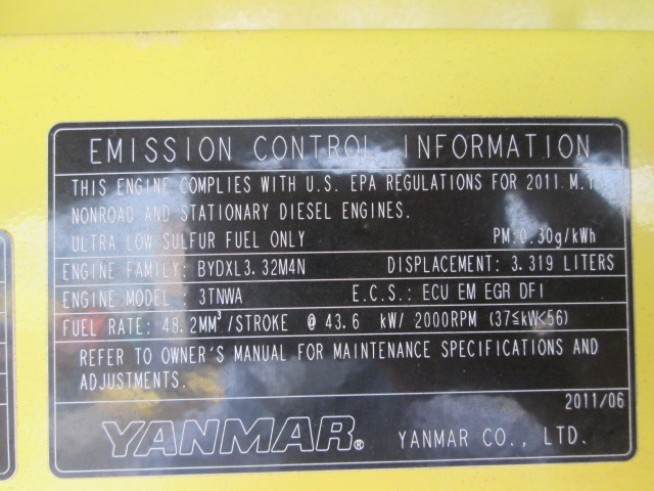 EMISSION CONTROL INFORMATION
THIS ENGINE COMPLIES WITH U.S. EPA REGULATIONS FOR 2011 M.Y
NONROAD AND STATIONARY DIESEL ENGINES.
ULTRA LOW SULFUR FUEL ONLY PM:0.30g/kWh
ENGINE FAMILY: BYDXL3.32M4N DISPLACEMENT: 3.319 LITERS
ENGINE MODEL : 3TNWA E.C.S.: ECU EM EGR DFI
FUEL RATE: 48.2MM³/STROKE @ 43.6 kW/ 2000RPM (37≦kW<56)
REFER TO OWNER'S MANUAL FOR MAINTENANCE SPECIFICATIONS AND
ADJUSTMENTS.
2011/06
YANMAR® YANMAR CO., LTD.